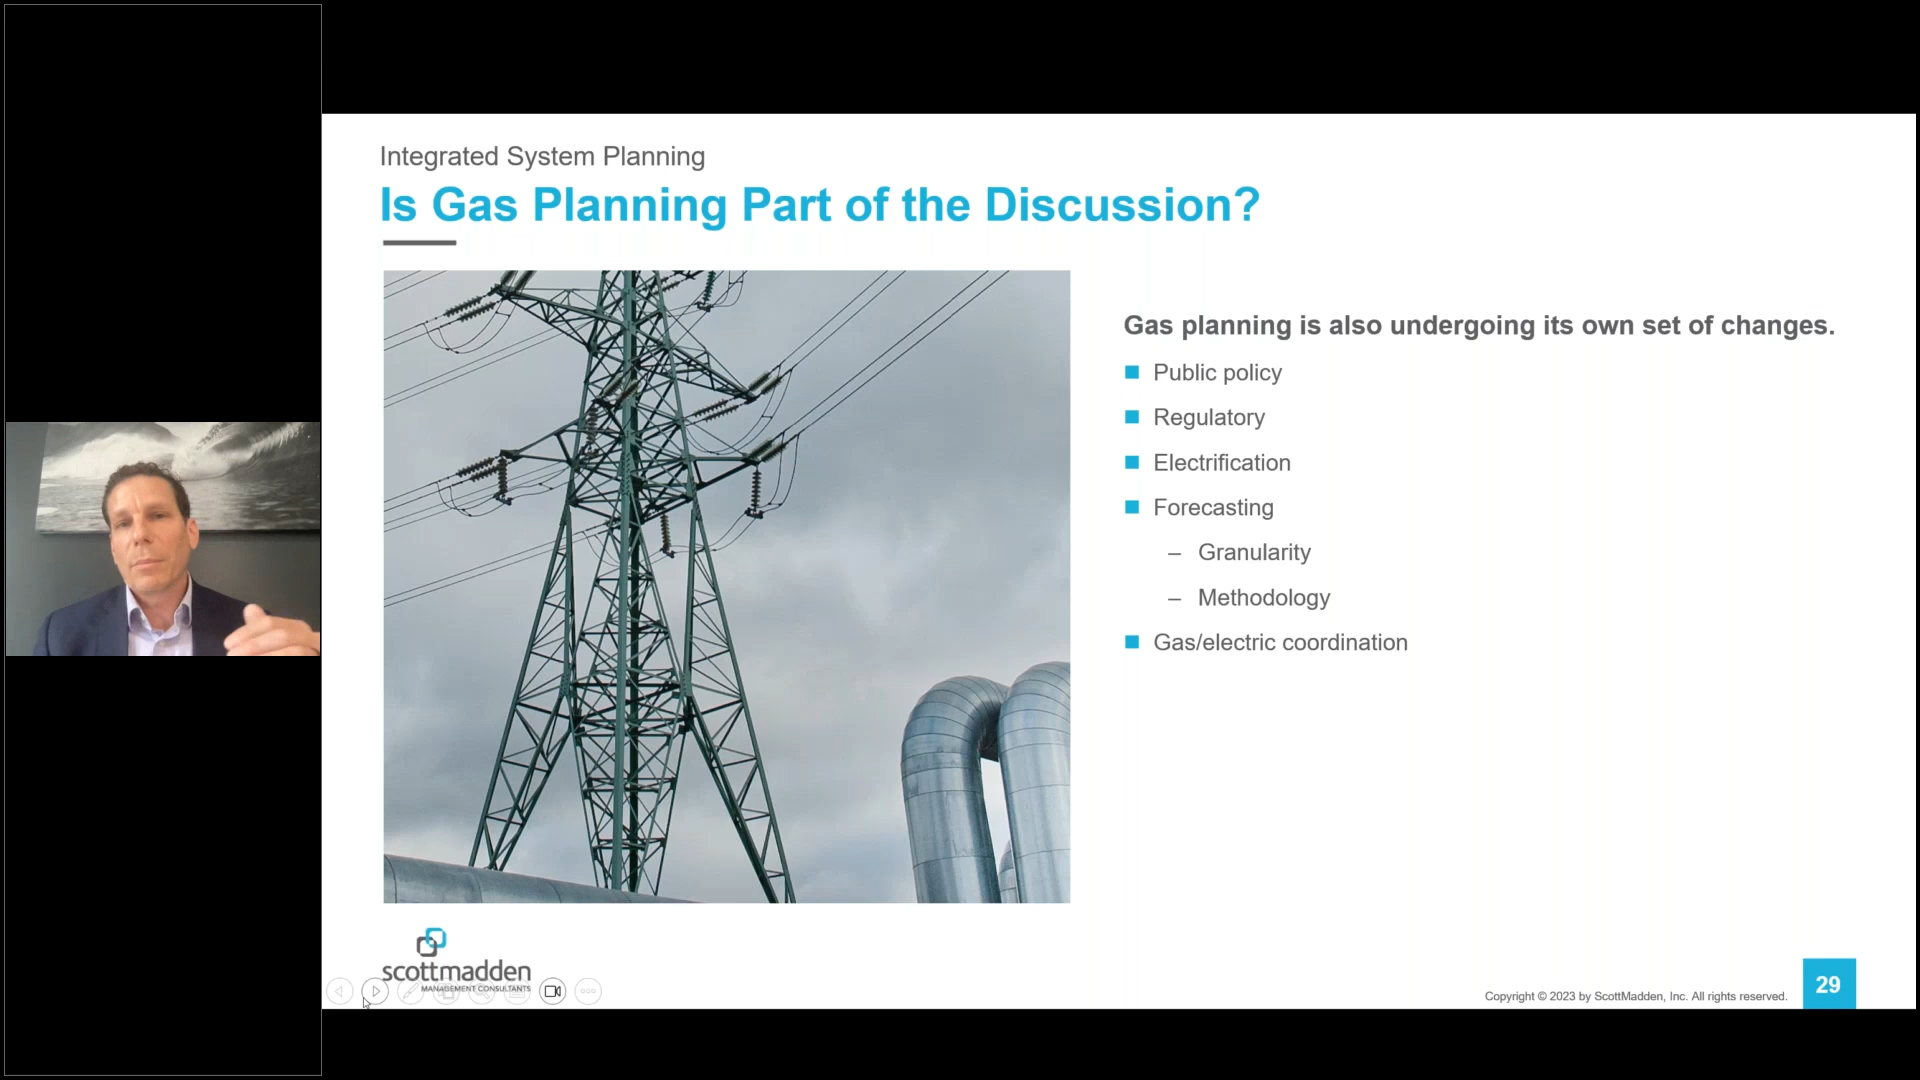 Integrated System Planning
Is Gas Planning Part of the Discussion?
Gas planning is also undergoing its own set of changes.
Public policy
Regulatory
Electrification
Forecasting
– Granularity
– Methodology
Gas/electric coordination
scottmadden
MANAGEMENT CONSULTANTS
Copyright © 2023 by ScottMadden, Inc. All rights reserved.
29